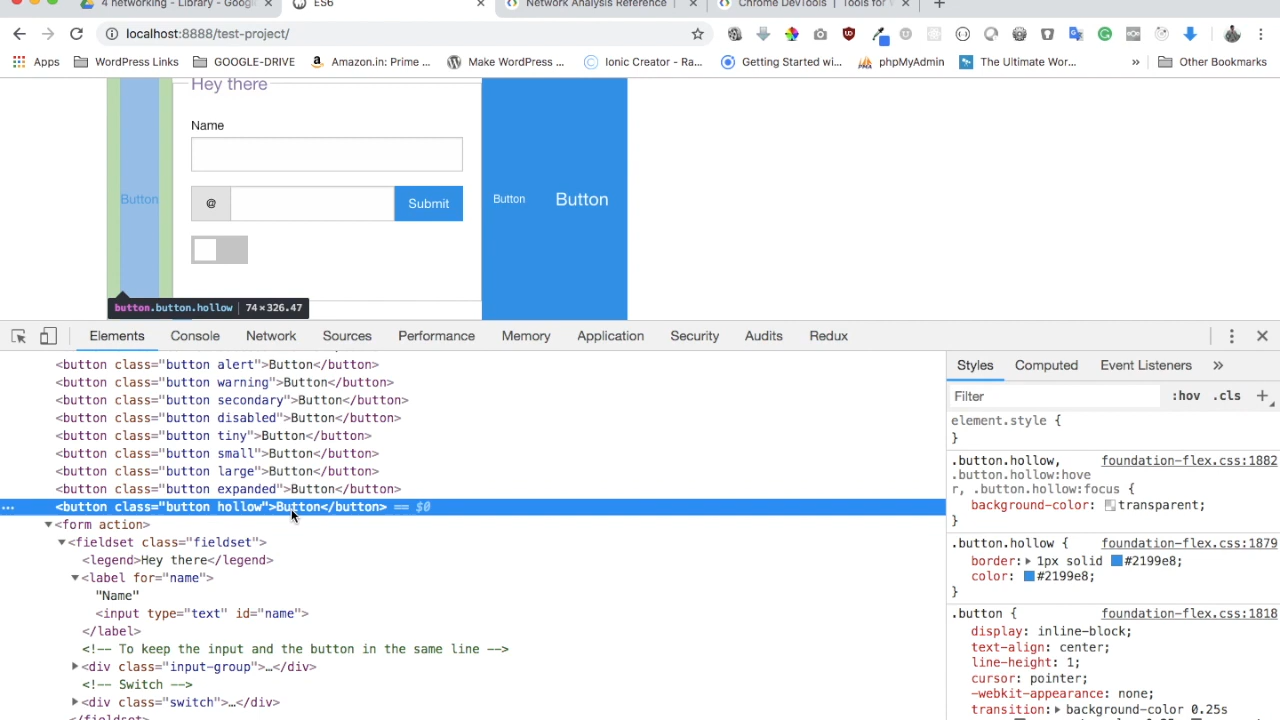 4 networking - Library - Google
ES6
Network Analysis Reference
Chrome DevTools | Tools for
localhost:8888/test-project/
Apps WordPress Links GOOGLE-DRIVE Amazon.in: Prime ... Make WordPress ... Ionic Creator - Ra... Getting Started wi... phpMyAdmin The Ultimate Wor... » Other Bookmarks
Hey there
Name
Button
@
Submit
Button
Button
button.button.hollow | 74×326.47
Elements Console Network Sources Performance Memory Application Security Audits Redux
<button class="button alert">Button</button>
<button class="button warning">Button</button>
<button class="button secondary">Button</button>
<button class="button disabled">Button</button>
<button class="button tiny">Button</button>
<button class="button small">Button</button>
<button class="button large">Button</button>
<button class="button expanded">Button</button>
<button class="button hollow">Button</button> == $0
<form action>
<fieldset class="fieldset">
<legend>Hey there</legend>
<label for="name">
"Name"
<input type="text" id="name">
</label>
<!-- To keep the input and the button in the same line -->
<div class="input-group">…</div>
<!-- Switch -->
<div class="switch">…</div>
</fieldset>
Styles Computed Event Listeners »
Filter :hov .cls +
element.style {
}
.button.hollow, foundation-flex.css:1882
.button.hollow:hove
r, .button.hollow:focus {
background-color: transparent;
}
.button.hollow { foundation-flex.css:1879
border: 1px solid #2199e8;
color: #2199e8;
}
.button { foundation-flex.css:1818
display: inline-block;
text-align: center;
line-height: 1;
cursor: pointer;
-webkit-appearance: none;
transition: background-color 0.25s